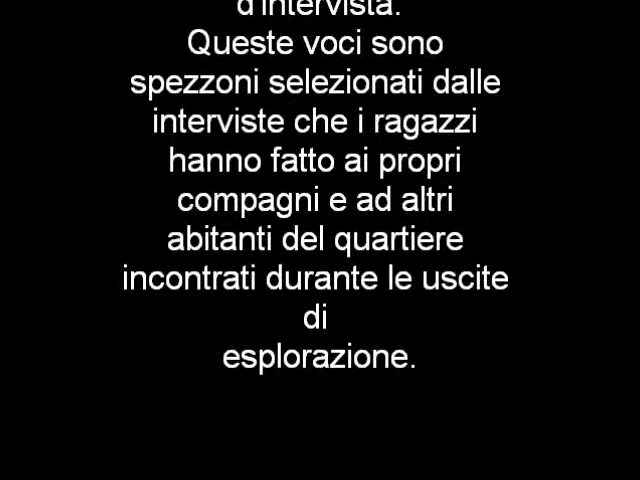 d'intervista.
Queste voci sono
spezzoni selezionati dalle
interviste che i ragazzi
hanno fatto ai propri
compagni e ad altri
abitanti del quartiere
incontrati durante le uscite
di
esplorazione.